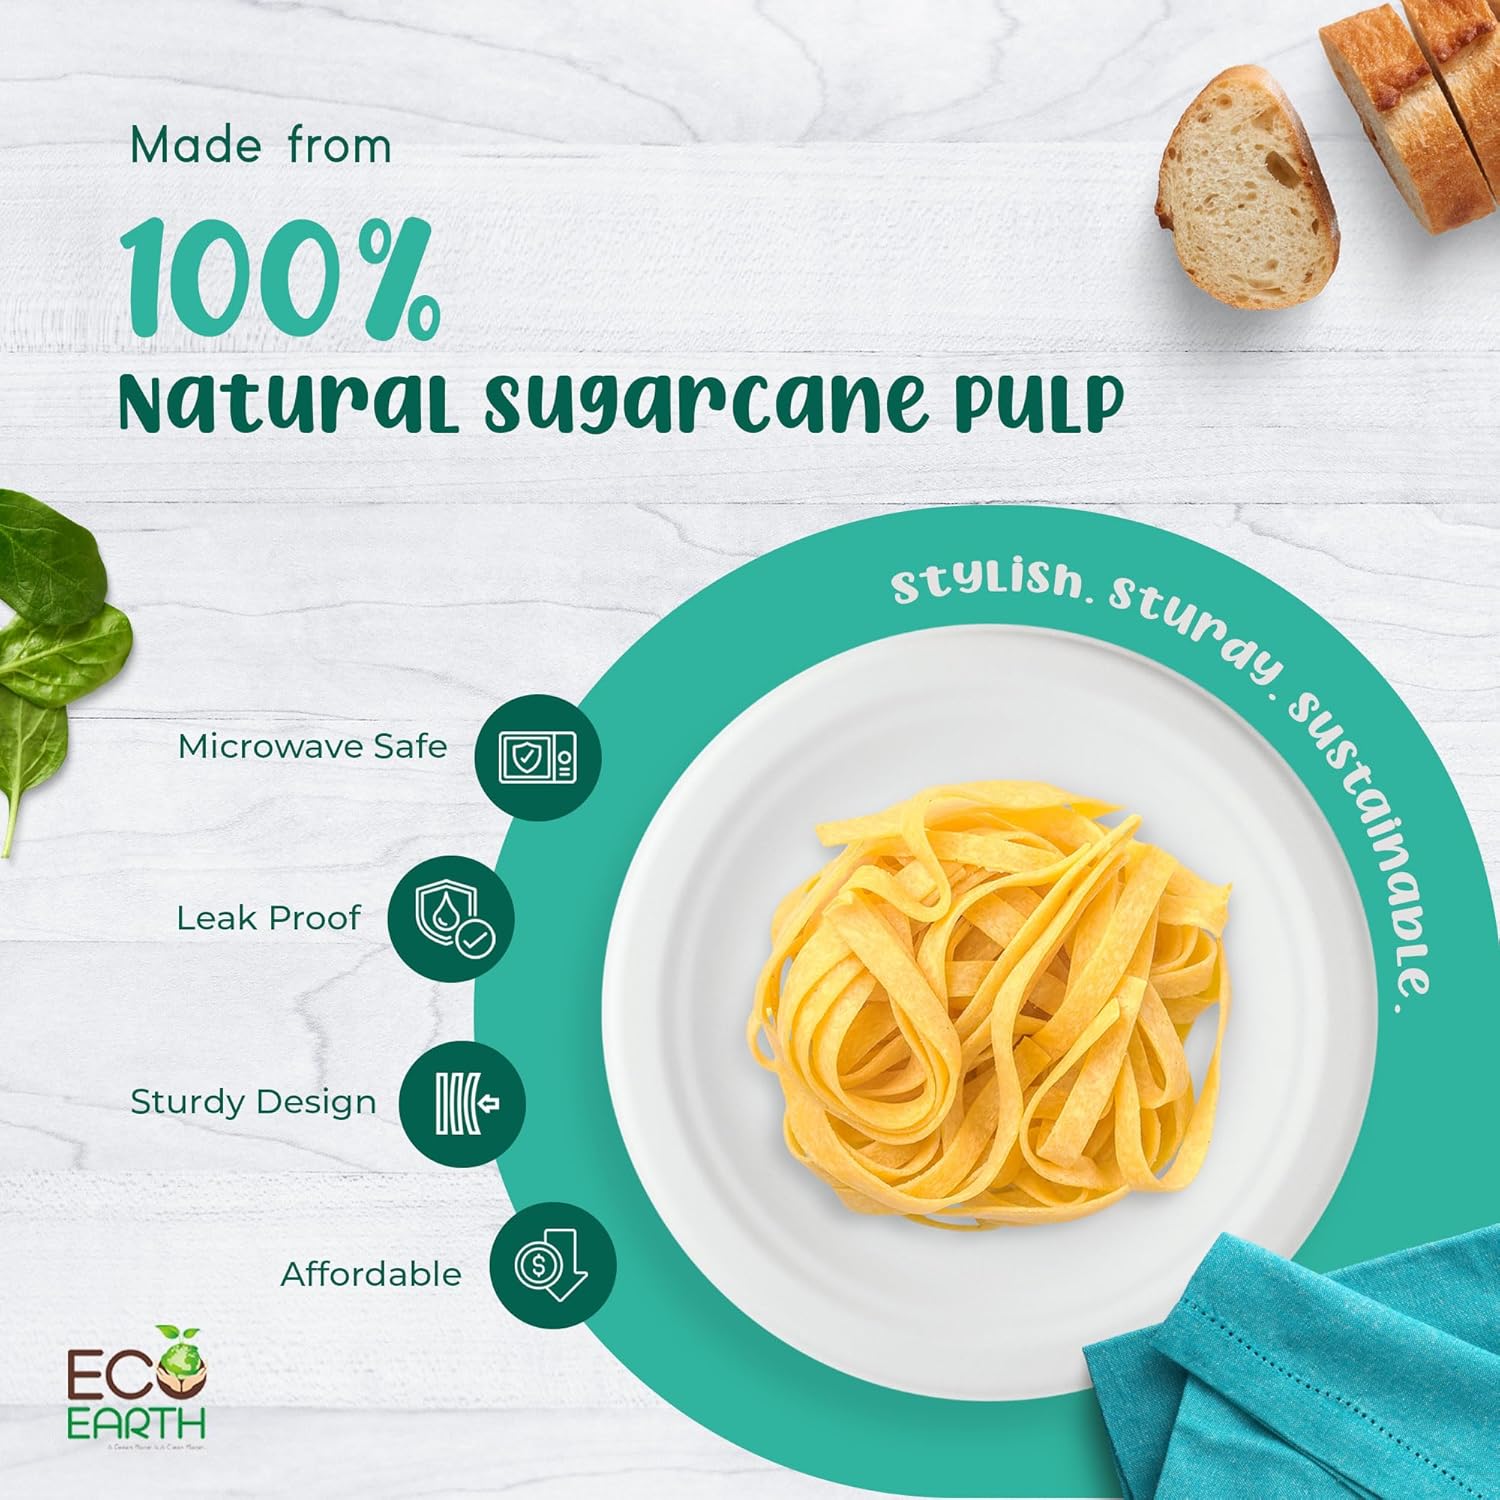 Made from
100%
Natural Sugarcane Pulp
Stylish. Sturdy. Sustainable.
Microwave Safe
Leak Proof
Sturdy Design
$
Affordable
ECO
EARTH